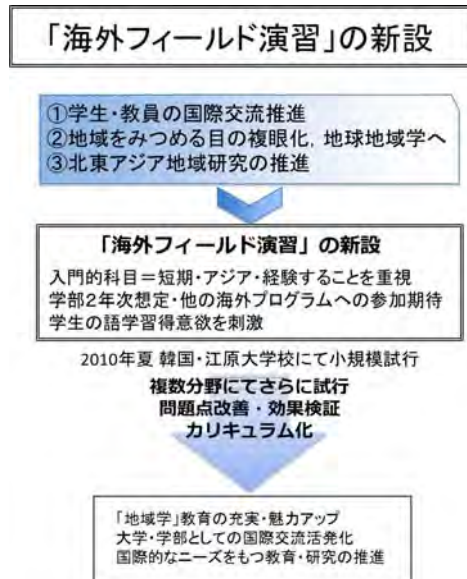 「海外フィールド演習」の新設
①学生・教員の国際交流推進
②地域をみつめる目の複眼化，地球地域学へ
③北東アジア地域研究の推進
「海外フィールド演習」の新設
入門的科目＝短期・アジア・経験することを重視
学部2年次想定・他の海外プログラムへの参加期待
学生の語学習得意欲を刺激
2010年夏 韓国・江原大学校にて小規模試行
複数分野にてさらに試行
問題点改善・効果検証
カリキュラム化
「地域学」教育の充実・魅力アップ
大学・学部としての国際交流活発化
国際的なニーズをもつ教育・研究の推進